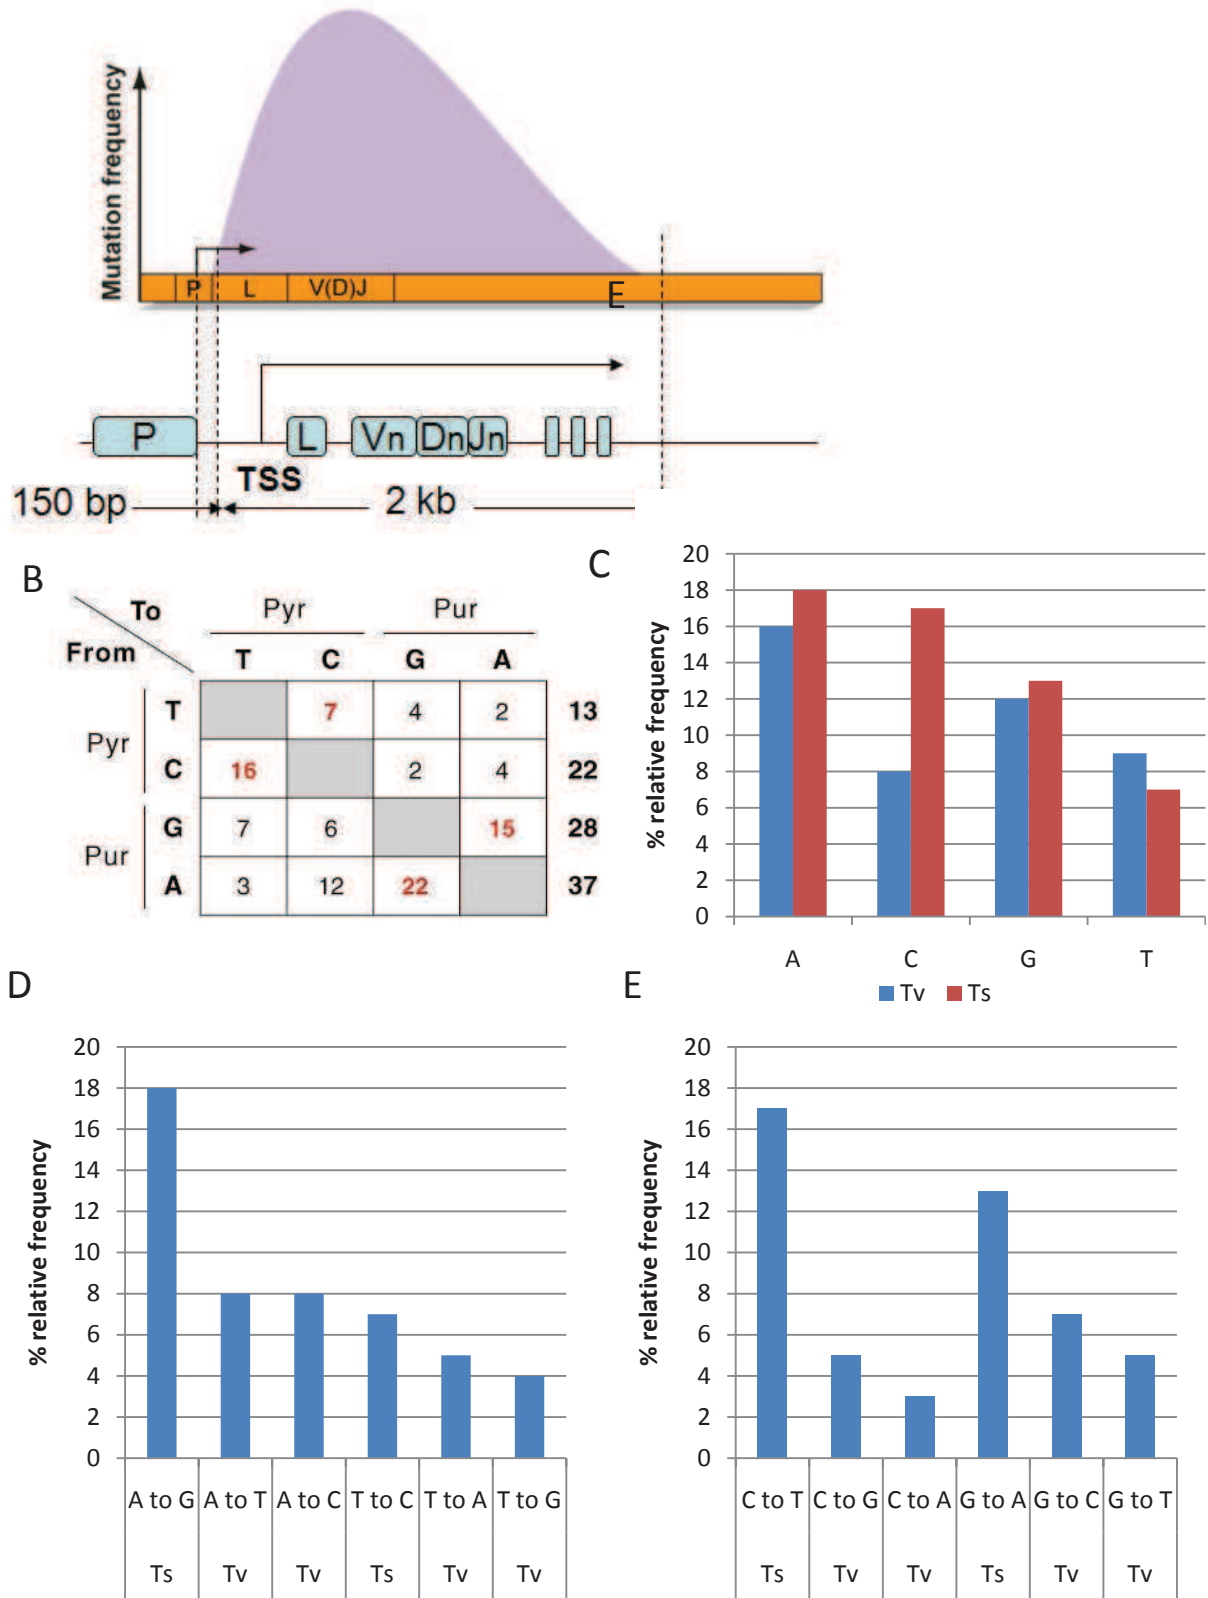 Mutation frequency
P L V(D)J E
P L Vn Dn Jn
TSS
150 bp 2 kb
B
To Pyr Pur
From T C G A
Pyr
T 7 4 2 13
C 16 2 4 22
Pur
G 7 6 15 28
A 3 12 22 37
C
% relative frequency
20
18
16
14
12
10
8
6
4
2
0
A C G T
Tv Ts
D
% relative frequency
20
18
16
14
12
10
8
6
4
2
0
A to G A to T A to C T to C T to A T to G
Ts Tv Tv Ts Tv Tv
E
% relative frequency
20
18
16
14
12
10
8
6
4
2
0
C to T C to G C to A G to A G to C G to T
Ts Tv Tv Ts Tv Tv